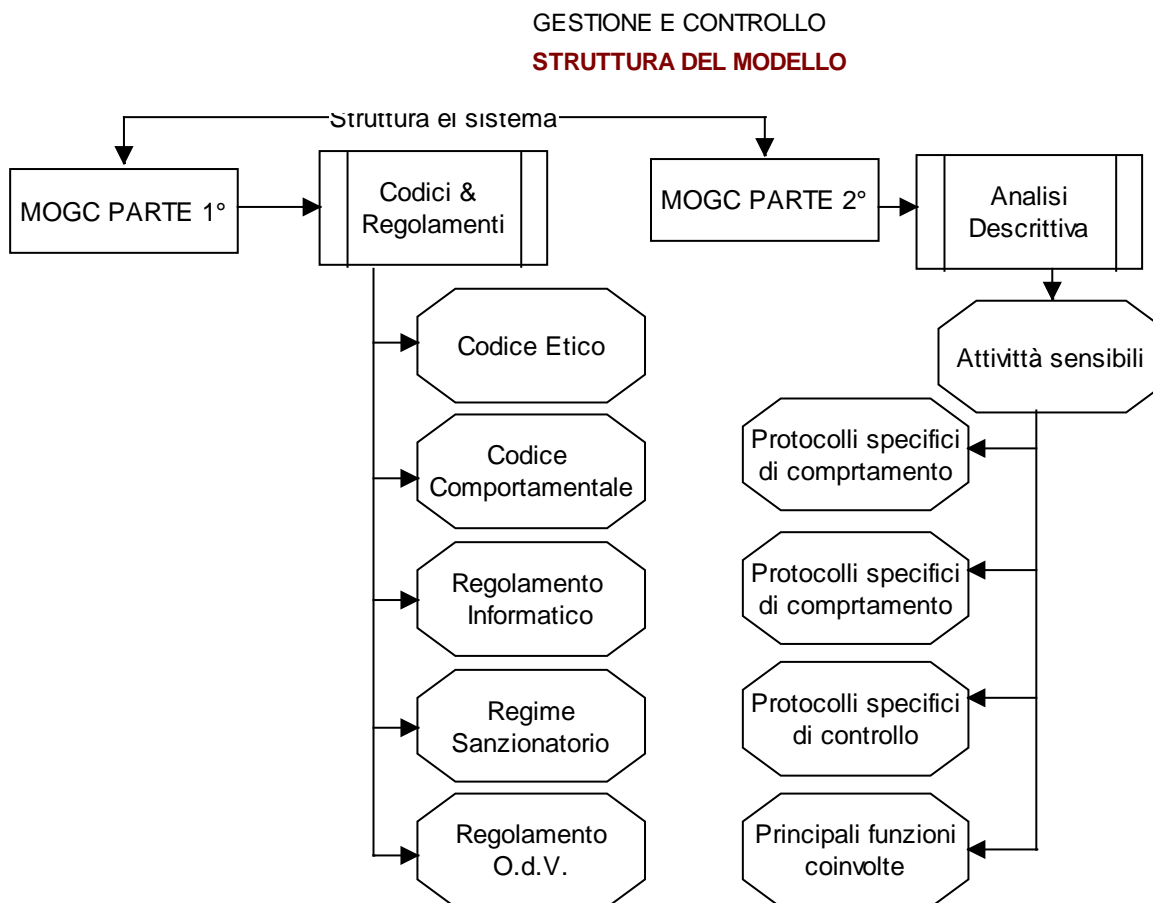 GESTIONE E CONTROLLO
STRUTTURA DEL MODELLO
Struttura el sistema
MOGC PARTE 1°
Codici &
Regolamenti
MOGC PARTE 2°
Analisi
Descrittiva
Codice Etico
Codice
Comportamentale
Regolamento
Informatico
Regime
Sanzionatorio
Regolamento
O.d.V.
Attivittà sensibili
Protocolli specifici
di comprtamento
Protocolli specifici
di comprtamento
Protocolli specifici
di controllo
Principali funzioni
coinvolte